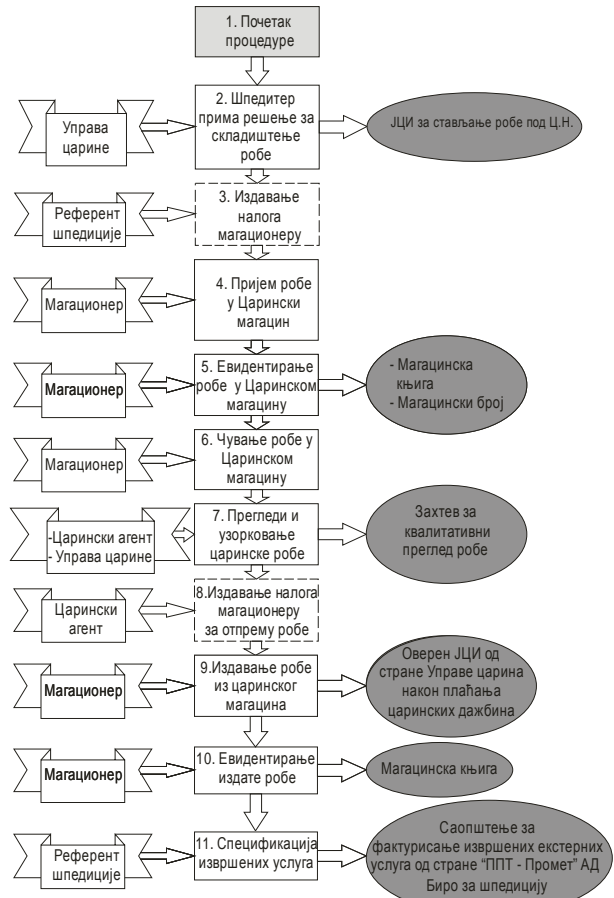 1. Почетак
процедуре
Управа
царине
2. Шпедитер
прима решење за
складиштење
робе
ЈЦИ за стављање робе под Ц.Н.
Референт
шпедиције
3. Издавање
налога
магационеру
Магационер
4. Пријем робе
у Царински
магацин
Магационер
5. Евидентирање
робе у Царинском
магацину
- Магацинска
књига
- Магацински број
Магационер
6. Чување робе у
Царинском
магацину
-Царински агент
- Управа царине
7. Прегледи и
узорковање
царинске робе
Захтев за
квалитативни
преглед робе
Царински
агент
8.Издавање налога
магационеру
за отпрему робе
Магационер
9.Издавање робе
из царинског
магацина
Оверен ЈЦИ од
стране Управе царина
након плаћања
царинских дажбина
Магационер
10. Евидентирање
издате робе
Магацинска књига
Референт
шпедиције
11. Спецификација
извршених услуга
Саопштење за
фактурисање извршених екстерних
услуга од стране “ППТ - Промет” АД
Биро за шпедицију